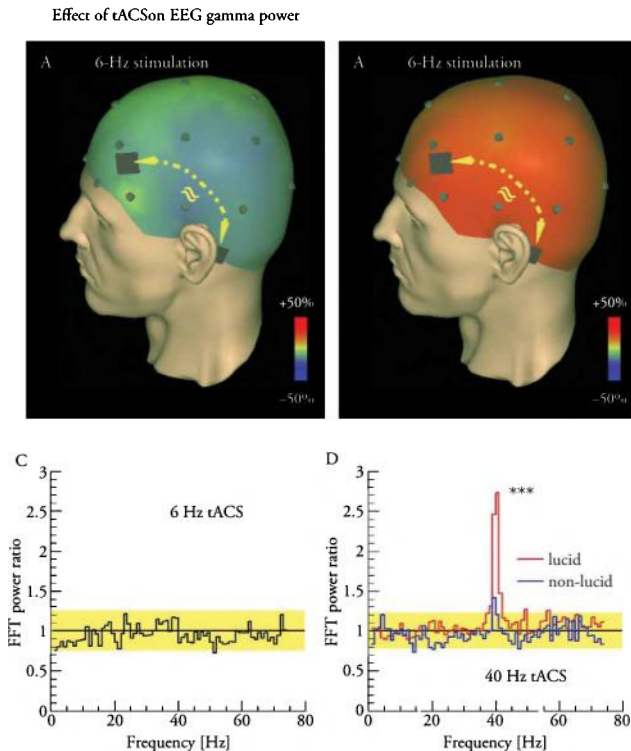 Effect of tACSon EEG gamma power
A 6-Hz stimulation
+50%
−50%
A 6-Hz stimulation
+50%
−50%
C
6 Hz tACS
FFT power ratio
3
2.5
2
1.5
1
0.5
0
0 20 40 60 80
Frequency [Hz]
D
***
lucid
non-lucid
40 Hz tACS
FFT power ratio
3
2.5
2
1.5
1
0.5
0
0 20 40 60 80
Frequency [Hz]